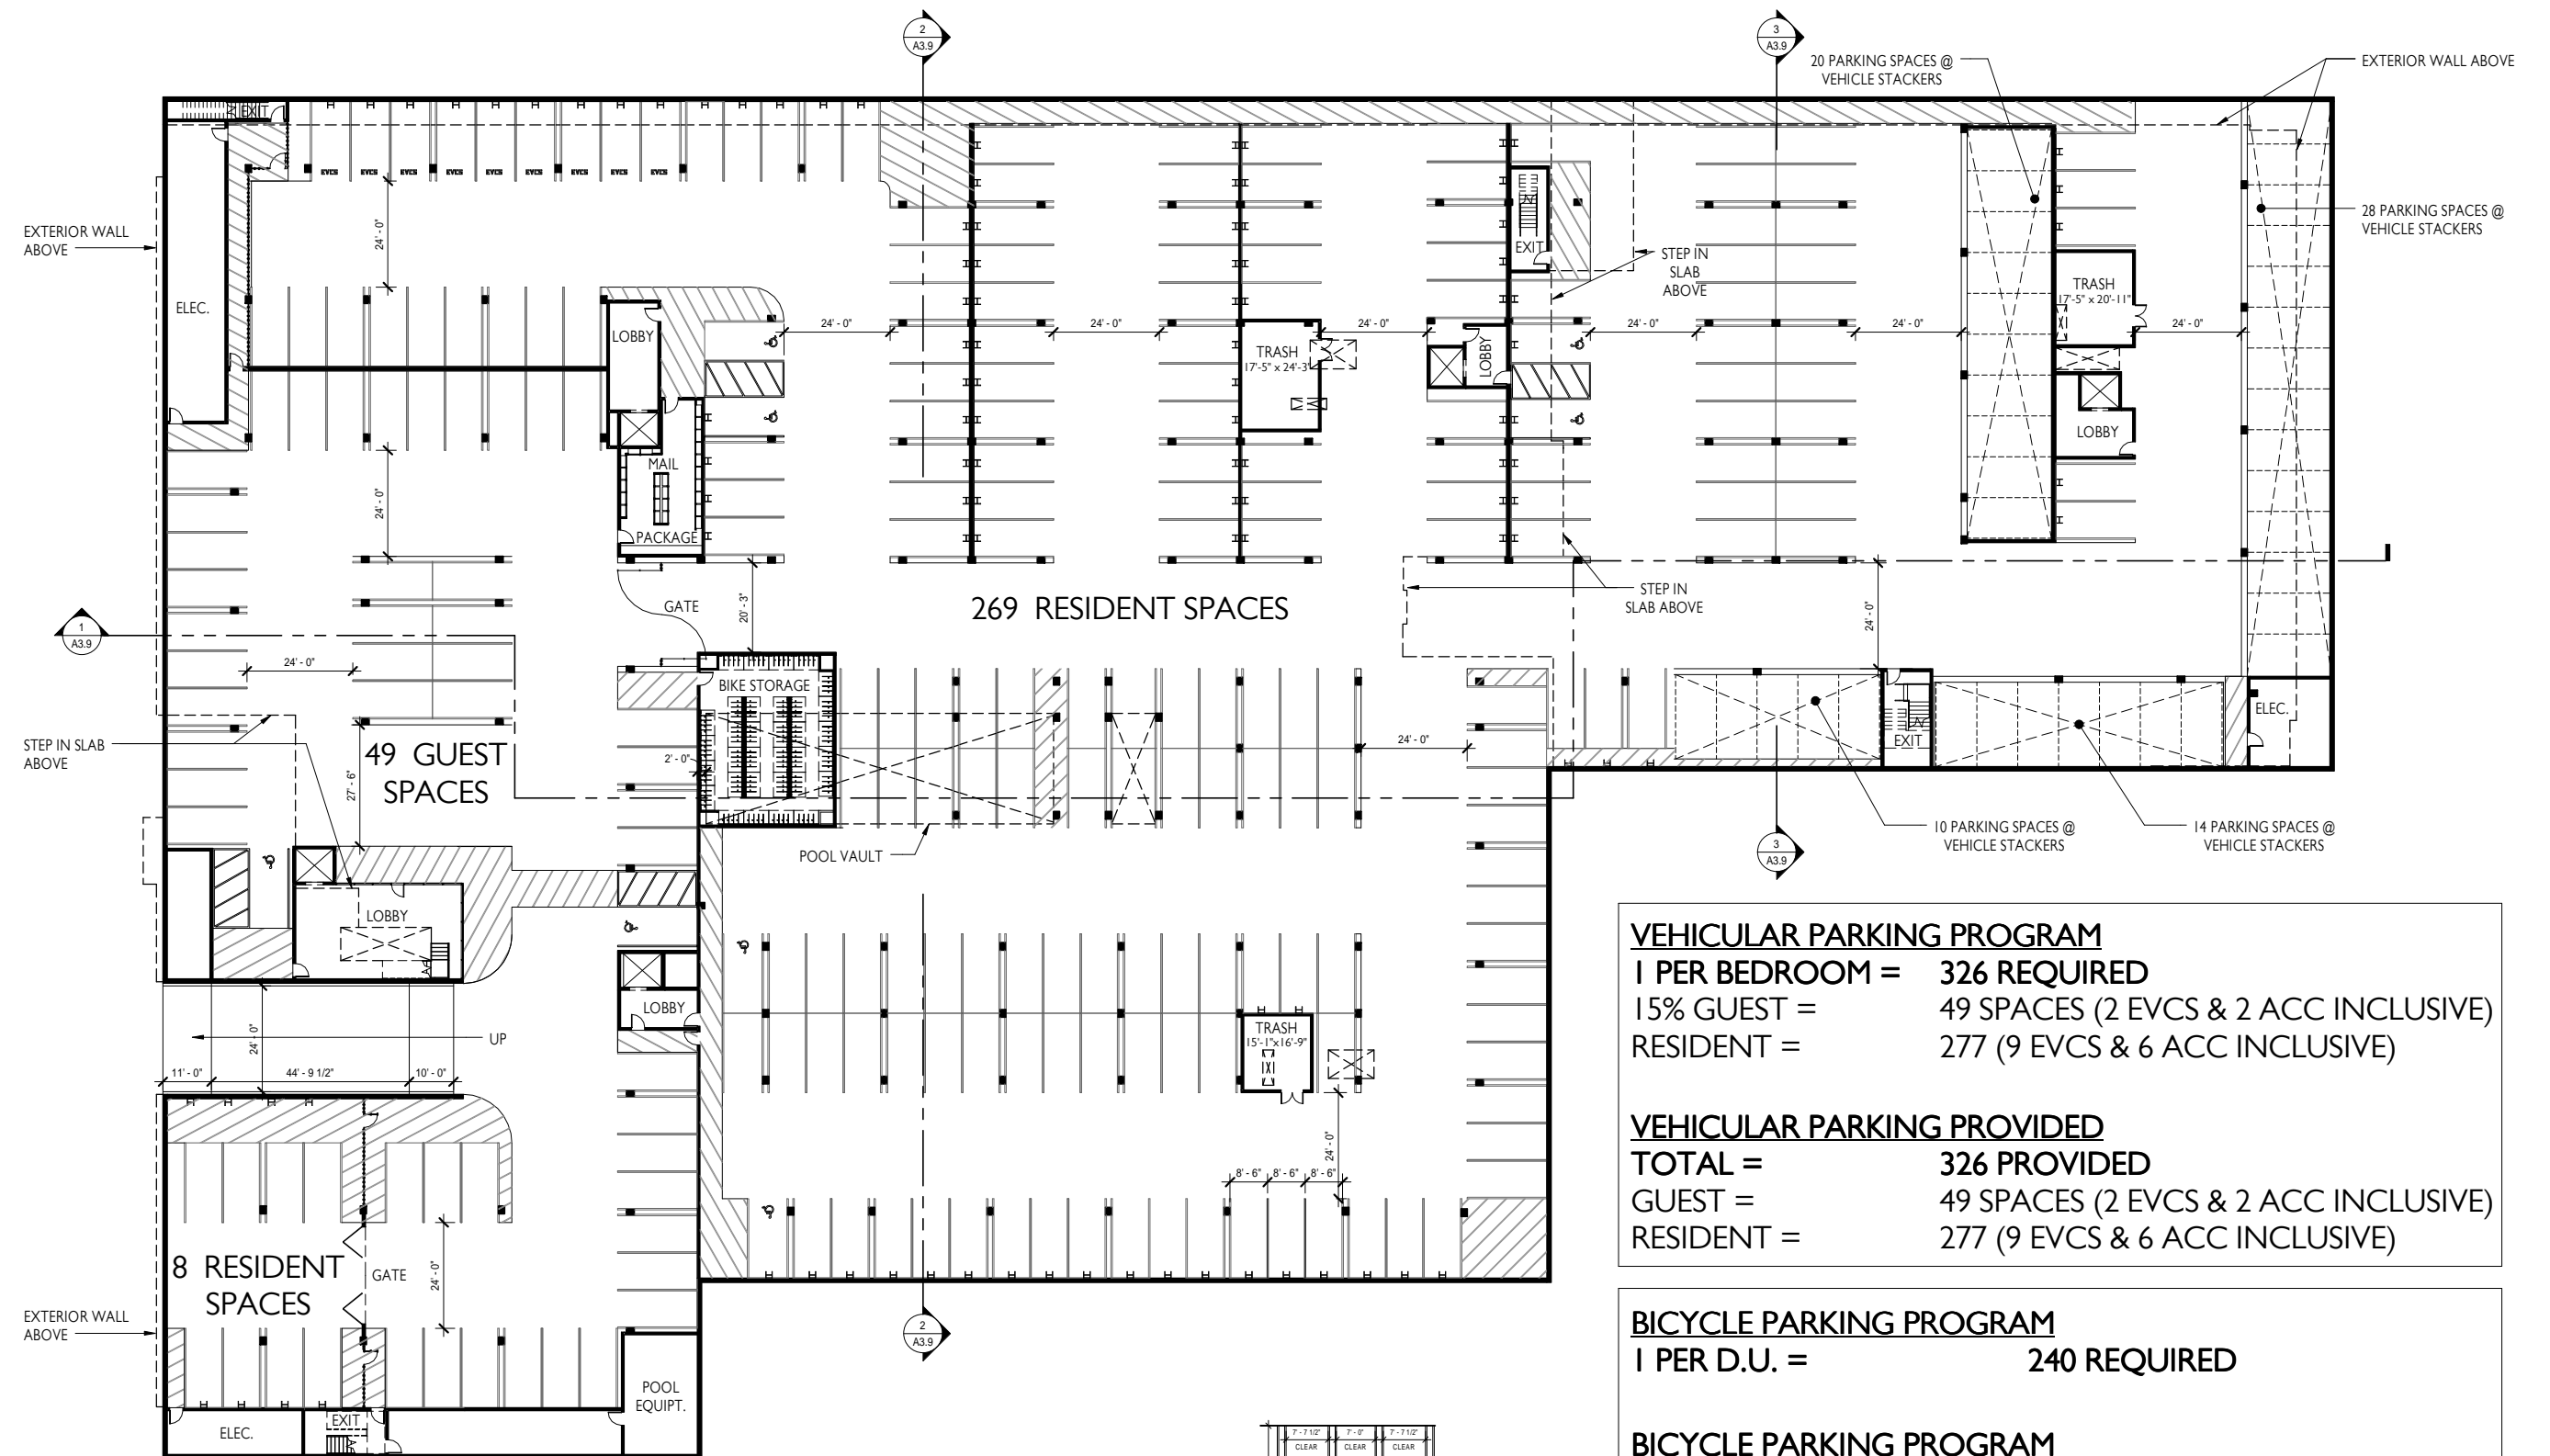 2
A3.9
3
A3.9
20 PARKING SPACES @
VEHICLE STACKERS
EXTERIOR WALL ABOVE
EXIT
EVCS EVCS EVCS EVCS EVCS EVCS EVCS EVCS EVCS
EXTERIOR WALL
ABOVE
24' - 0"
28 PARKING SPACES @
VEHICLE STACKERS
EXIT
STEP IN
SLAB
ABOVE
ELEC.
LOBBY
TRASH
17'-5" x 20'-11"
24' - 0"
24' - 0"
24' - 0"
24' - 0"
24' - 0"
24' - 0"
TRASH
17'-5" x 24'-3"
LOBBY
LOBBY
MAIL
24' - 0"
PACKAGE
GATE
20' - 3"
269 RESIDENT SPACES
STEP IN
SLAB ABOVE
24' - 0"
1
A3.9
24' - 0"
BIKE STORAGE
ELEC.
STEP IN SLAB
ABOVE
49 GUEST
SPACES
2' - 0"
27' - 6"
24' - 0"
EXIT
POOL VAULT
10 PARKING SPACES @
VEHICLE STACKERS
14 PARKING SPACES @
VEHICLE STACKERS
3
A3.9
LOBBY
LOBBY
24' - 0"
UP
11' - 0"
44' - 9 1/2"
10' - 0"
TRASH
15'-1"x16'-9"
24' - 0"
8' - 6" 8' - 6" 8' - 6"
8 RESIDENT
SPACES
GATE
24' - 0"
EXTERIOR WALL
ABOVE
2
A3.9
POOL
EQUIPT.
EXIT
ELEC.
7' - 7 1/2" 7' - 0" 7' - 7 1/2"
CLEAR CLEAR CLEAR
VEHICULAR PARKING PROGRAM
1 PER BEDROOM = 326 REQUIRED
15% GUEST = 49 SPACES (2 EVCS & 2 ACC INCLUSIVE)
RESIDENT = 277 (9 EVCS & 6 ACC INCLUSIVE)
VEHICULAR PARKING PROVIDED
TOTAL = 326 PROVIDED
GUEST = 49 SPACES (2 EVCS & 2 ACC INCLUSIVE)
RESIDENT = 277 (9 EVCS & 6 ACC INCLUSIVE)
BICYCLE PARKING PROGRAM
1 PER D.U. = 240 REQUIRED
BICYCLE PARKING PROGRAM